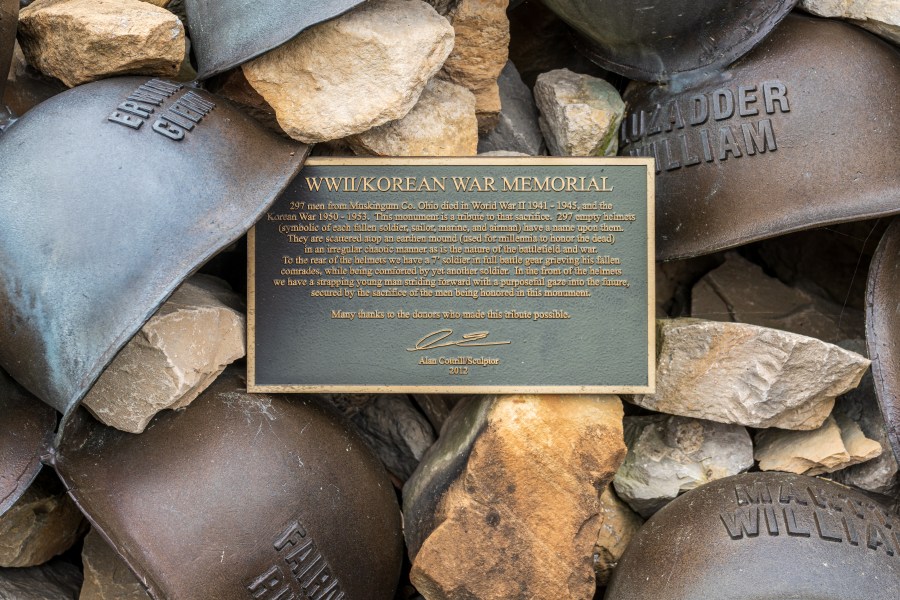 ERWIN
CLEWIN
MUZADDER
WILLIAM
WWII/KOREAN WAR MEMORIAL
297 men from Muskingum Co. Ohio died in World War II 1941 - 1945, and the
Korean War 1950 - 1953. This monument is a tribute to that sacrifice. 297 empty helmets
(symbolic of each fallen soldier, sailor, marine, and airman) have a name upon them.
They are scattered atop an earthen mound (used for millennia to honor the dead)
in an irregular chaotic manner as is the nature of the battlefield and war.
To the rear of the helmets we have a 7' soldier in full battle gear grieving his fallen
comrades, while being comforted by yet another soldier. In the front of the helmets
we have a strapping young man striding forward with a purposeful gaze into the future,
secured by the sacrifice of the men being honored in this monument.
Many thanks to the donors who made this tribute possible.
Alan Cottrill/Sculptor
2012
WILLIAM